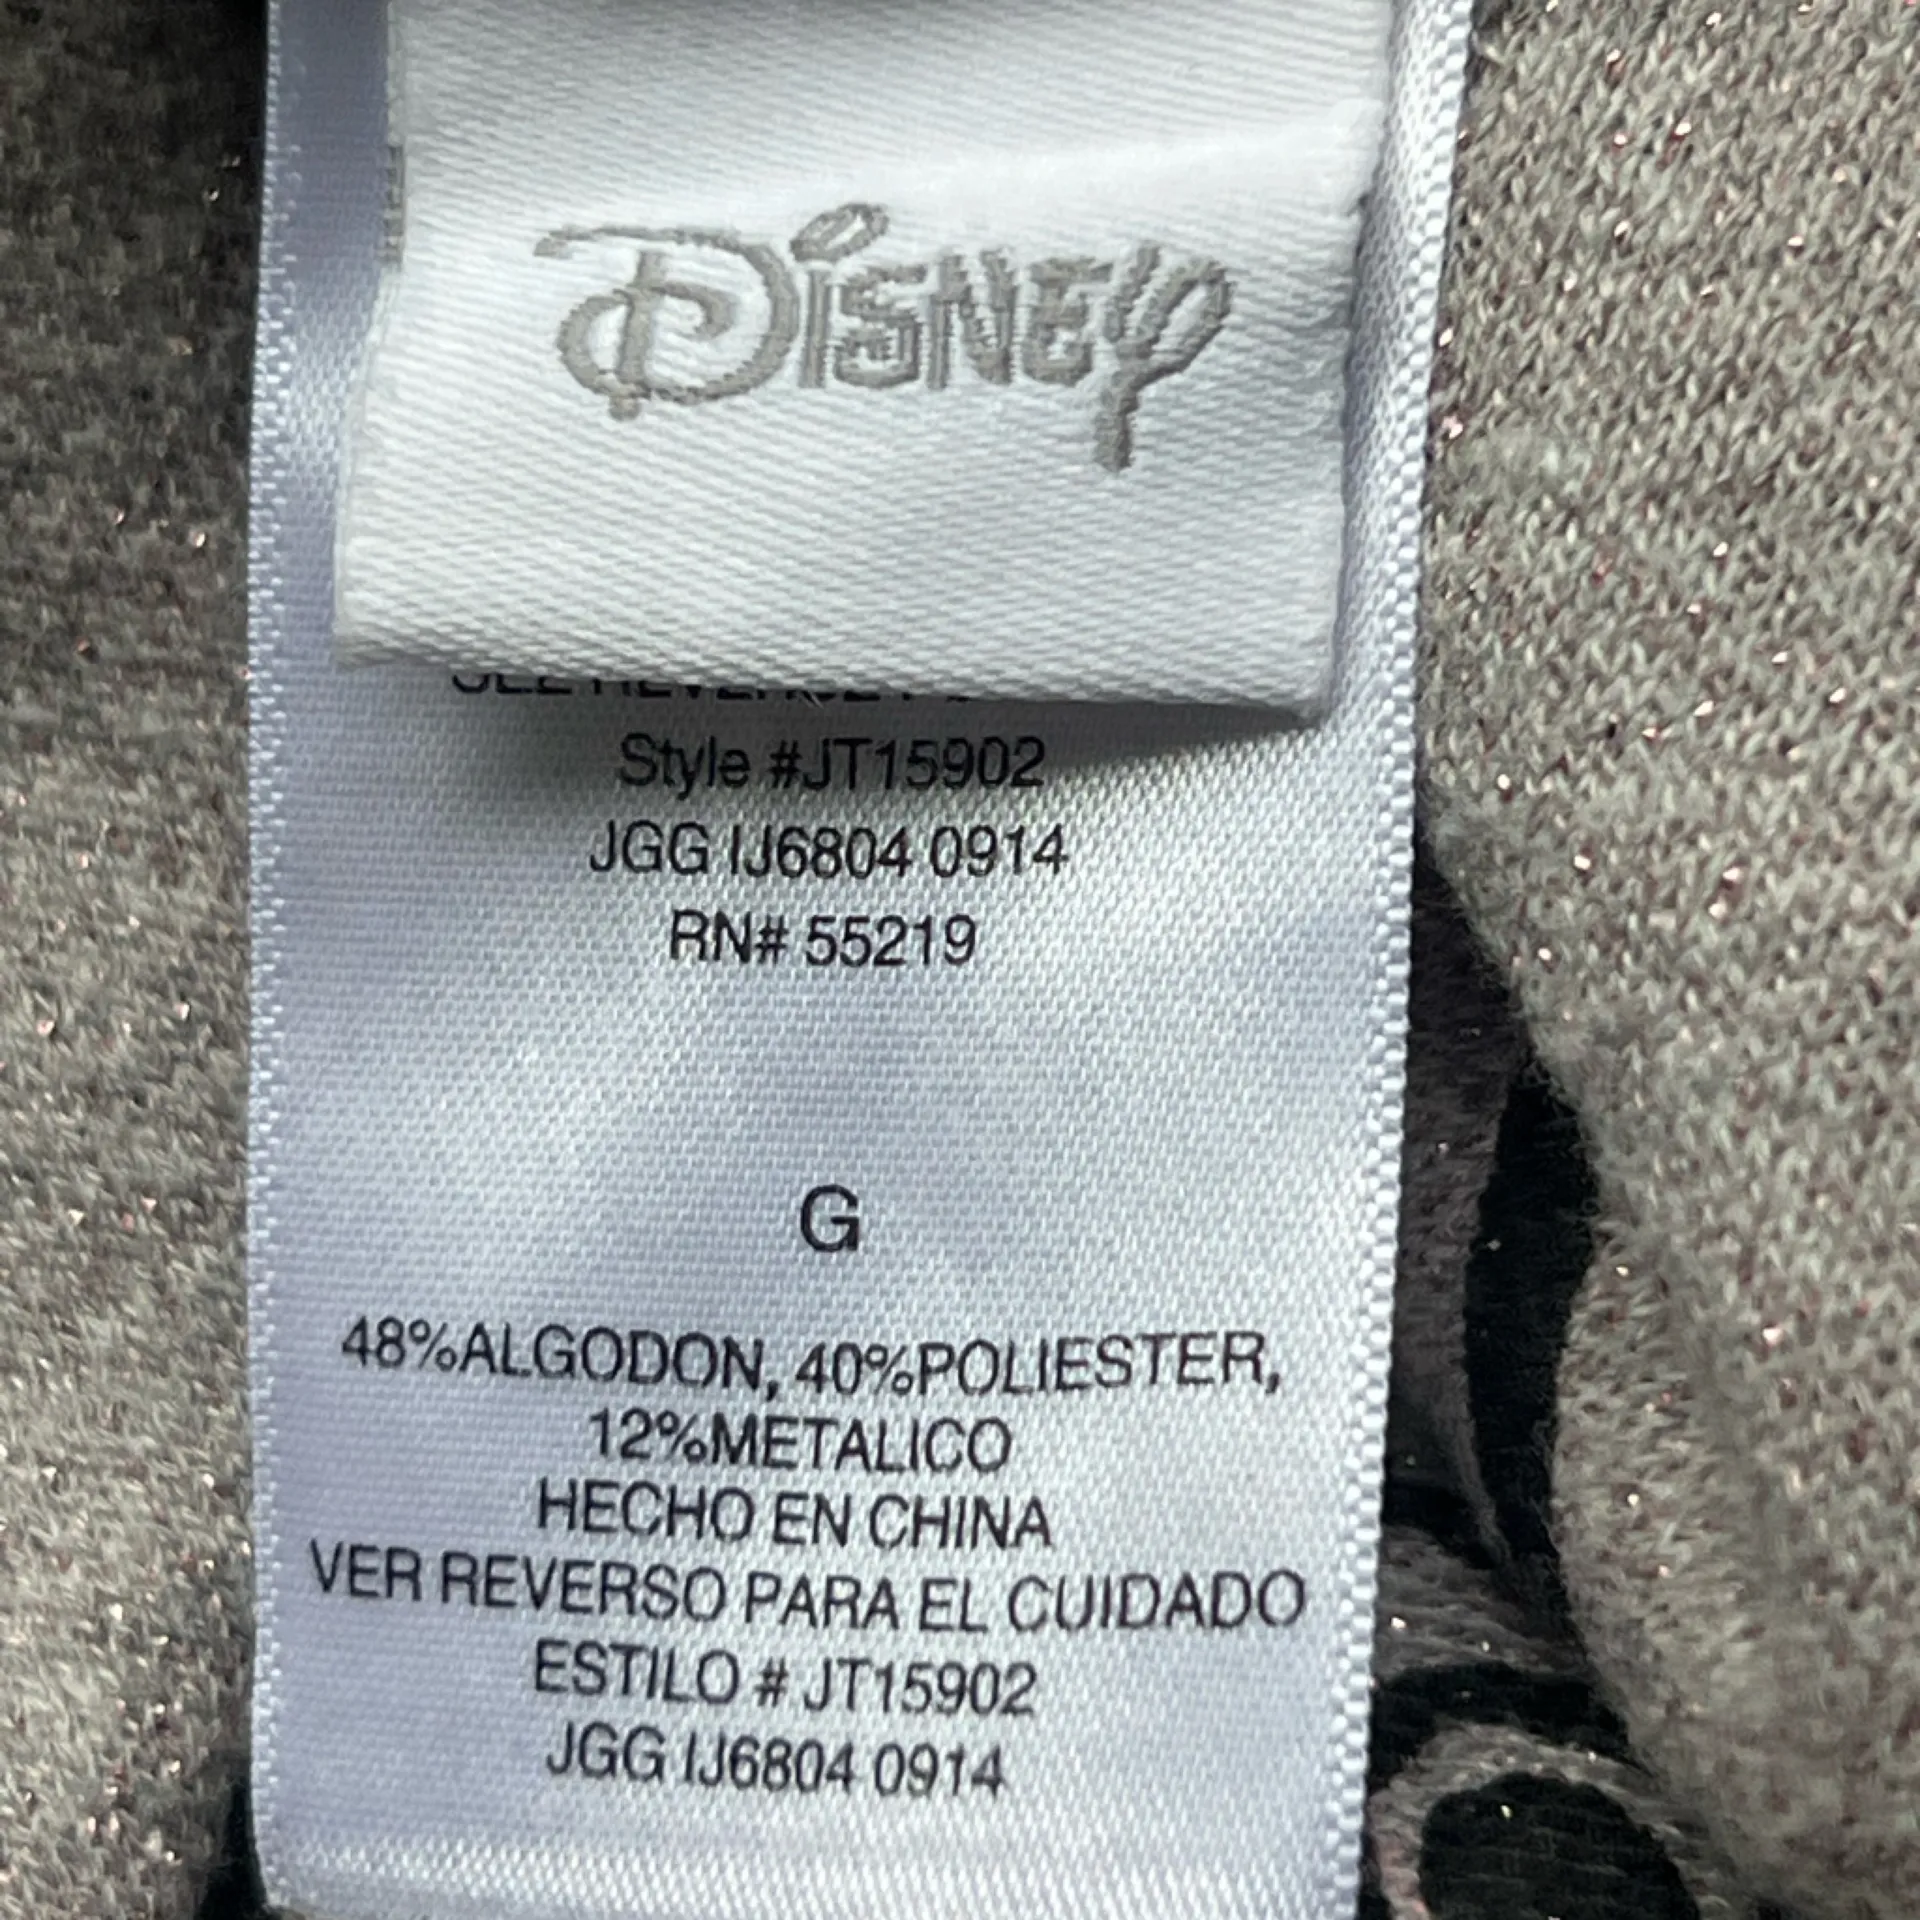 Disney
Style #JT15902
JGG IJ6804 0914
RN# 55219
G
48%ALGODON, 40%POLIESTER,
12%METALICO
HECHO EN CHINA
VER REVERSO PARA EL CUIDADO
ESTILO # JT15902
JGG IJ6804 0914